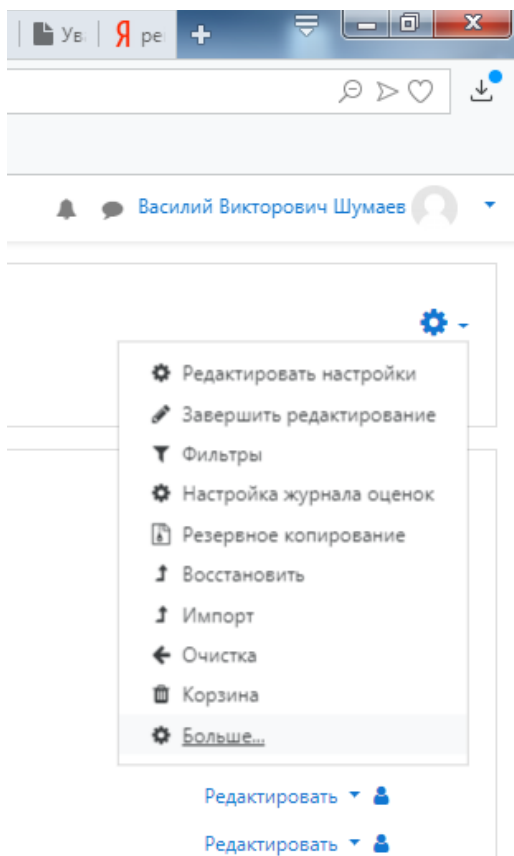 Ув
Я ре
Василий Викторович Шумаев
Редактировать настройки
Завершить редактирование
Фильтры
Настройка журнала оценок
Резервное копирование
Восстановить
Импорт
Очистка
Корзина
Больше...
Редактировать
Редактировать